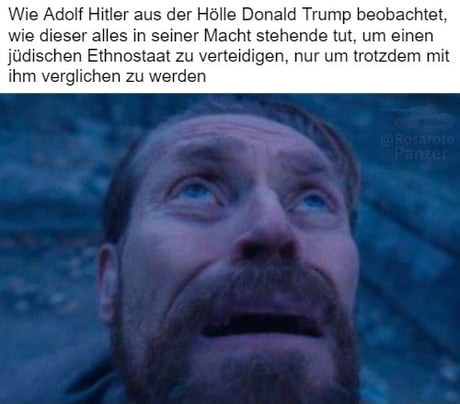 Wie Adolf Hitler aus der Hölle Donald Trump beobachtet,
wie dieser alles in seiner Macht stehende tut, um einen
jüdischen Ethnostaat zu verteidigen, nur um trotzdem mit
ihm verglichen zu werden
@Rosarote
Panzer